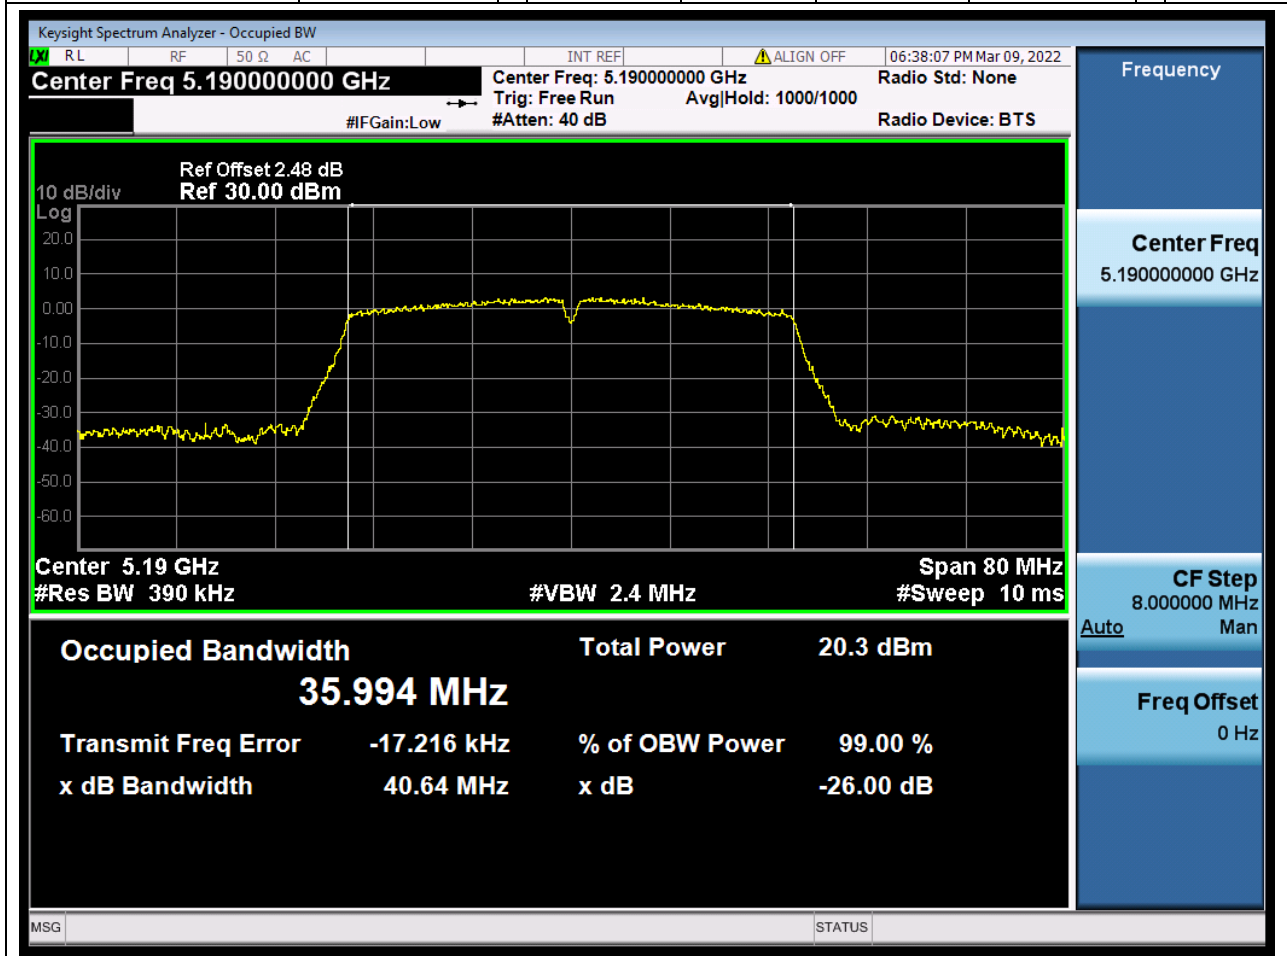 Keysight Spectrum Analyzer - Occupied BW
LXI RL RF 50 Ω AC INT REF ALIGN OFF 06:38:07 PM Mar 09, 2022
Center Freq 5.190000000 GHz
Center Freq: 5.190000000 GHz
Radio Std: None
Trig: Free Run Avg|Hold: 1000/1000
#IFGain:Low
#Atten: 40 dB
Radio Device: BTS
Ref Offset 2.48 dB
10 dB/div Ref 30.00 dBm
Log
20.0
10.0
0.00
-10.0
-20.0
-30.0
-40.0
-50.0
-60.0
Center 5.19 GHz Span 80 MHz
#Res BW 390 kHz #VBW 2.4 MHz #Sweep 10 ms
Occupied Bandwidth Total Power 20.3 dBm
35.994 MHz
Transmit Freq Error -17.216 kHz % of OBW Power 99.00 %
x dB Bandwidth 40.64 MHz x dB -26.00 dB
MSG STATUS
Frequency
Center Freq
5.190000000 GHz
CF Step
8.000000 MHz
Auto Man
Freq Offset
0 Hz